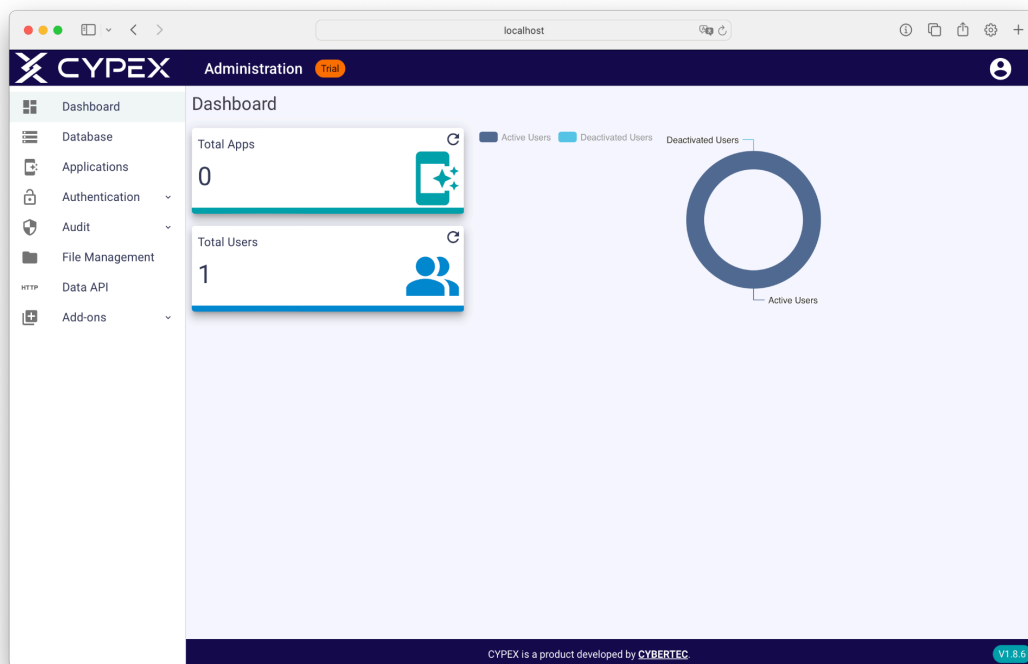 localhost
CYPEX Administration Trial
Dashboard
Database
Applications
Authentication
Audit
File Management
HTTP Data API
Add-ons
Dashboard
Total Apps
0
Total Users
1
Active Users Deactivated Users
Deactivated Users
Active Users
CYPEX is a product developed by CYBERTEC.
V1.8.6